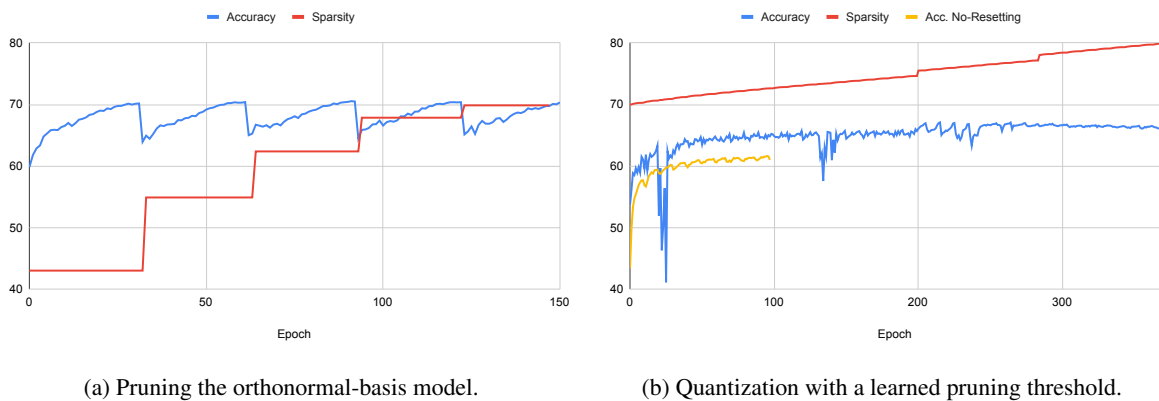 Accuracy Sparsity
80
70
60
50
40
0 50 100 150
Epoch
(a) Pruning the orthonormal-basis model.
Accuracy Sparsity Acc. No-Resetting
80
70
60
50
40
0 100 200 300
Epoch
(b) Quantization with a learned pruning threshold.